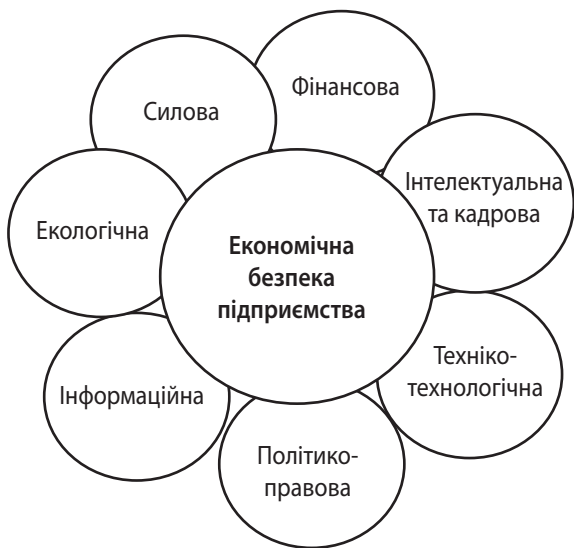 Фінансова
Силова
Інтелектуальна
та кадрова
Екологічна
Економічна
безпека
підприємства
Техніко-
технологічна
Інформаційна
Політико-
правова